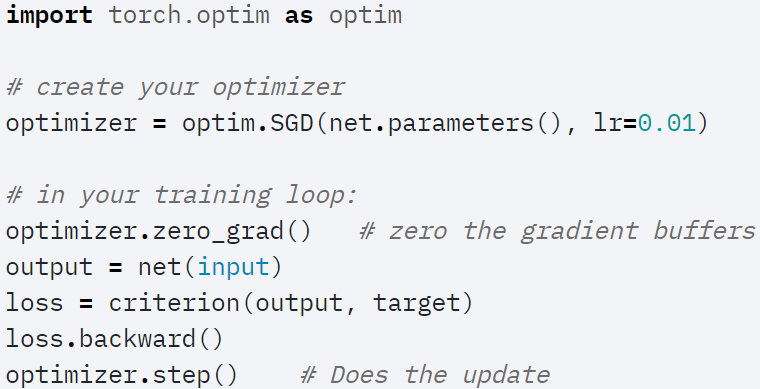 import torch.optim as optim
# create your optimizer
optimizer = optim.SGD(net.parameters(), lr=0.01)
# in your training loop:
optimizer.zero_grad()   # zero the gradient buffers
output = net(input)
loss = criterion(output, target)
loss.backward()
optimizer.step()    # Does the update